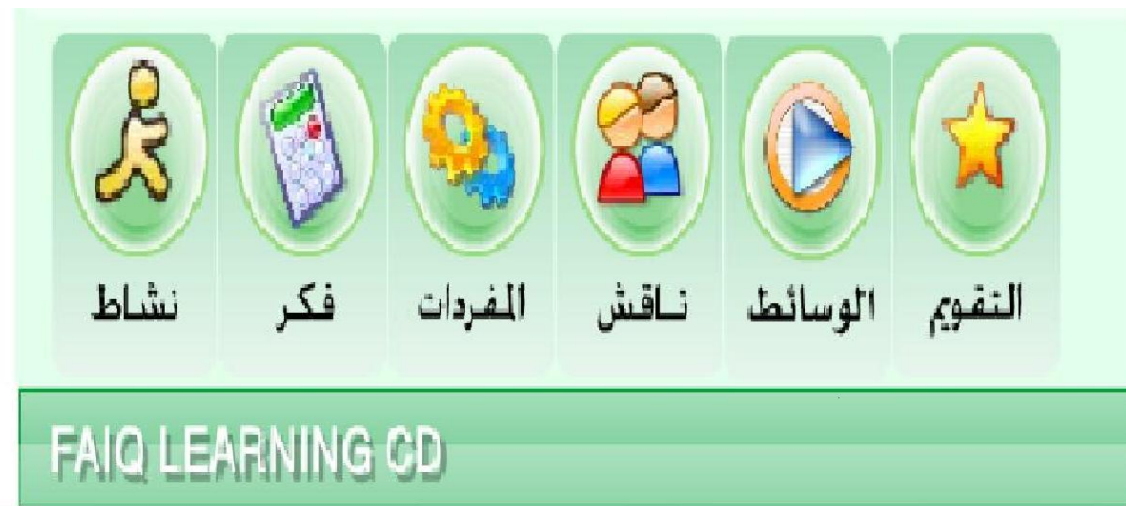 التقويم الوسائط ناقش المفردات فكر نشاط
FAIQ LEARNING CD